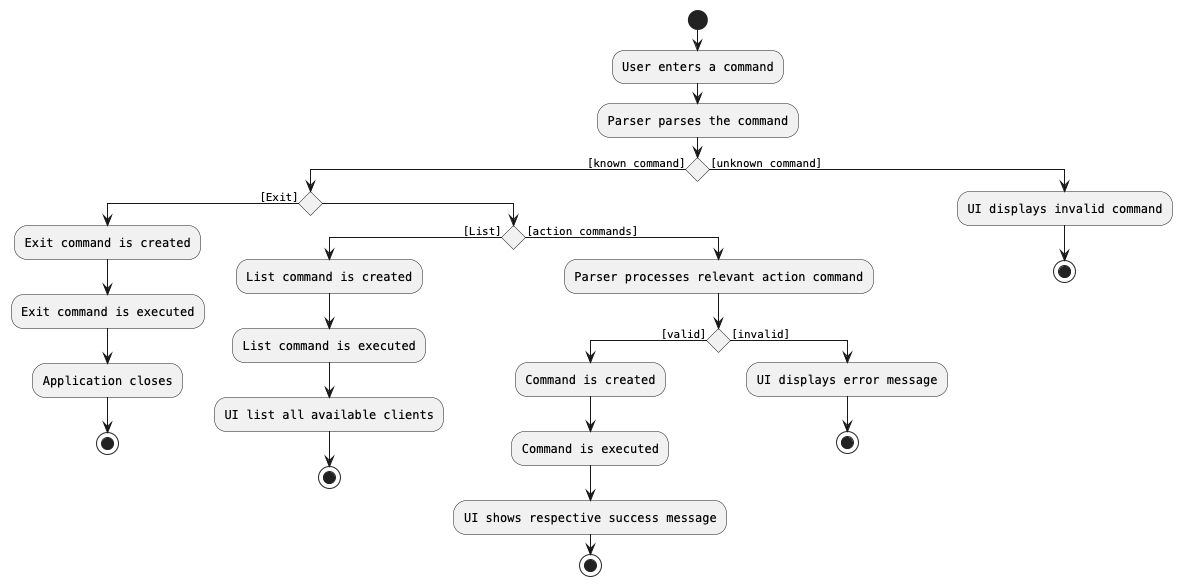 User enters a command
Parser parses the command
[known command]
[unknown command]
[Exit]
UI displays invalid command
[List]
[action commands]
Exit command is created
List command is created
Parser processes relevant action command
Exit command is executed
[valid]
[invalid]
List command is executed
Application closes
Command is created
UI displays error message
UI list all available clients
Command is executed
UI shows respective success message